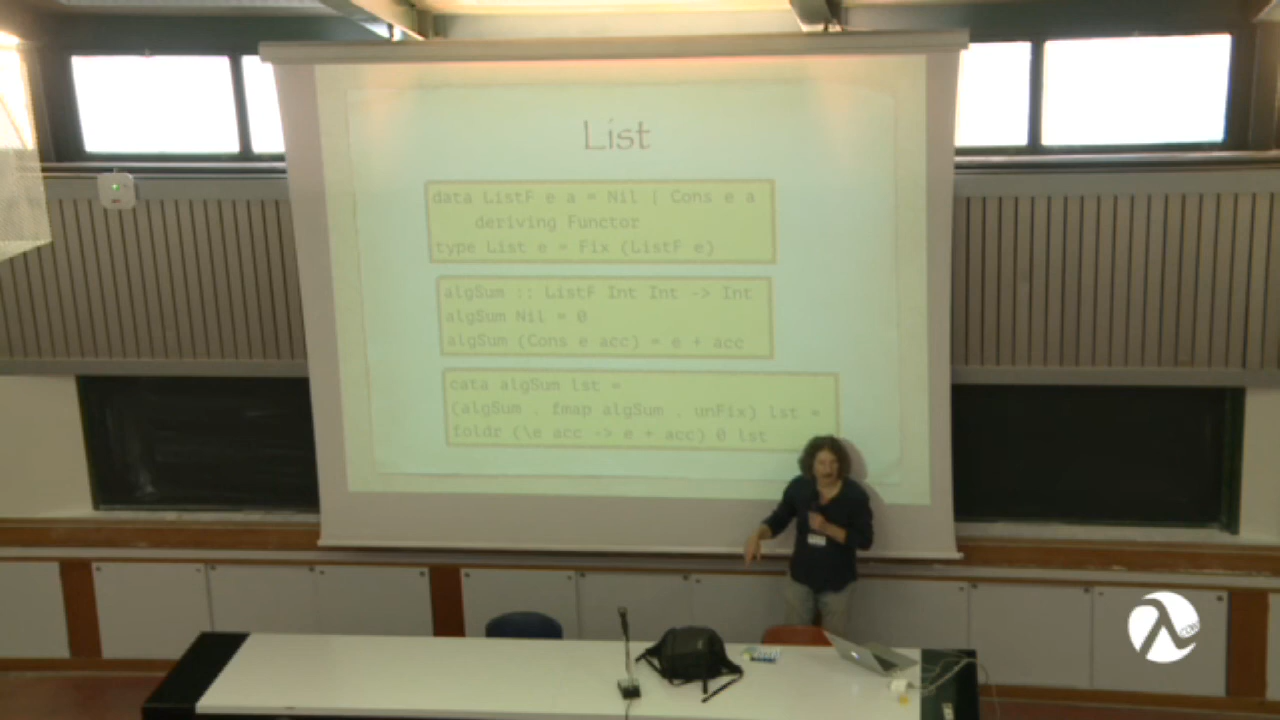 List
data ListF e a = Nil | Cons e a
deriving Functor
type List e = Fix (ListF e)
algSum :: ListF Int Int -> Int
algSum Nil = 0
algSum (Cons e acc) = e + acc
cata algSum lst =
(algSum . fmap algSum . unFix) lst =
foldr (\e acc -> e + acc) 0 lst
λ
CON